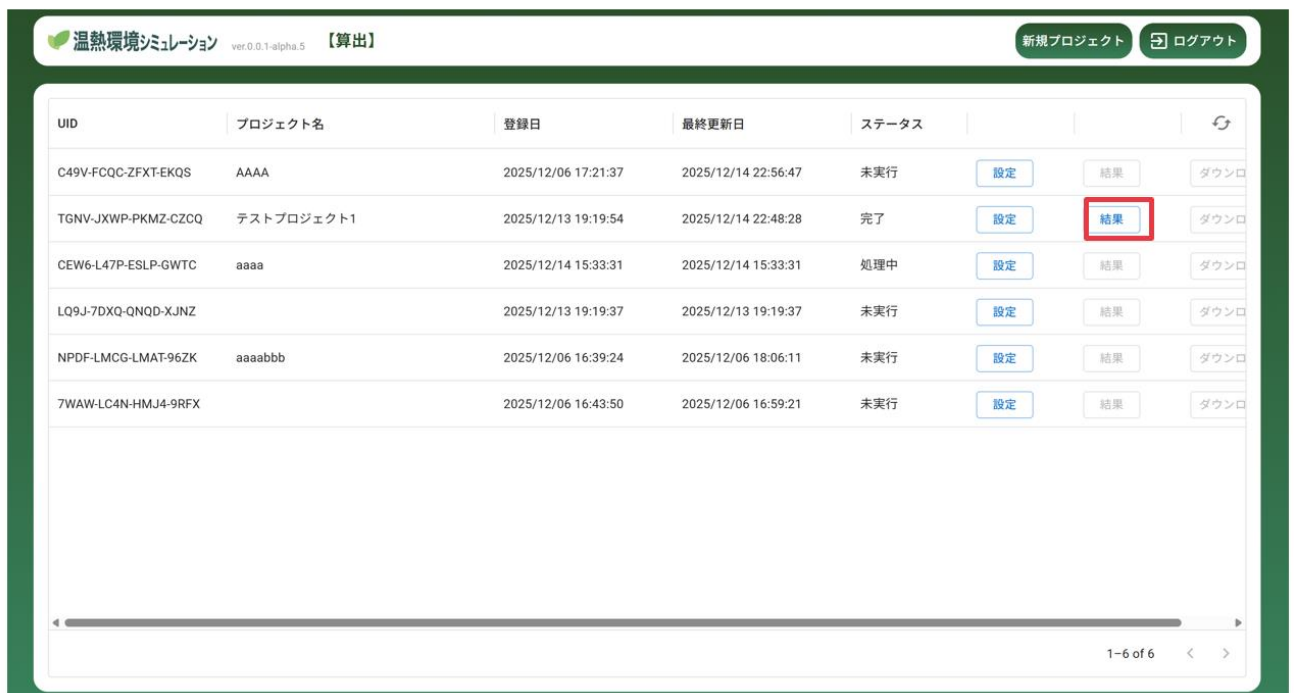 温熱環境シミュレーション ver.0.0.1-alpha.5 【算出】 新規プロジェクト ログアウト
UID プロジェクト名 登録日 最終更新日 ステータス
C49V-FCQC-ZFXT-EKQS AAAA 2025/12/06 17:21:37 2025/12/14 22:56:47 未実行 設定 結果 ダウンロ
TGNV-JXWP-PKMZ-CZCQ テストプロジェクト1 2025/12/13 19:19:54 2025/12/14 22:48:28 完了 設定 結果 ダウンロ
CEW6-L47P-ESLP-GWTC aaaa 2025/12/14 15:33:31 2025/12/14 15:33:31 処理中 設定 結果 ダウンロ
LQ9J-7DXQ-QNQD-XJNZ 2025/12/13 19:19:37 2025/12/13 19:19:37 未実行 設定 結果 ダウンロ
NPDF-LMCG-LMAT-96ZK aaaabbb 2025/12/06 16:39:24 2025/12/06 18:06:11 未実行 設定 結果 ダウンロ
7WAW-LC4N-HMJ4-9RFX 2025/12/06 16:43:50 2025/12/06 16:59:21 未実行 設定 結果 ダウンロ
1–6 of 6